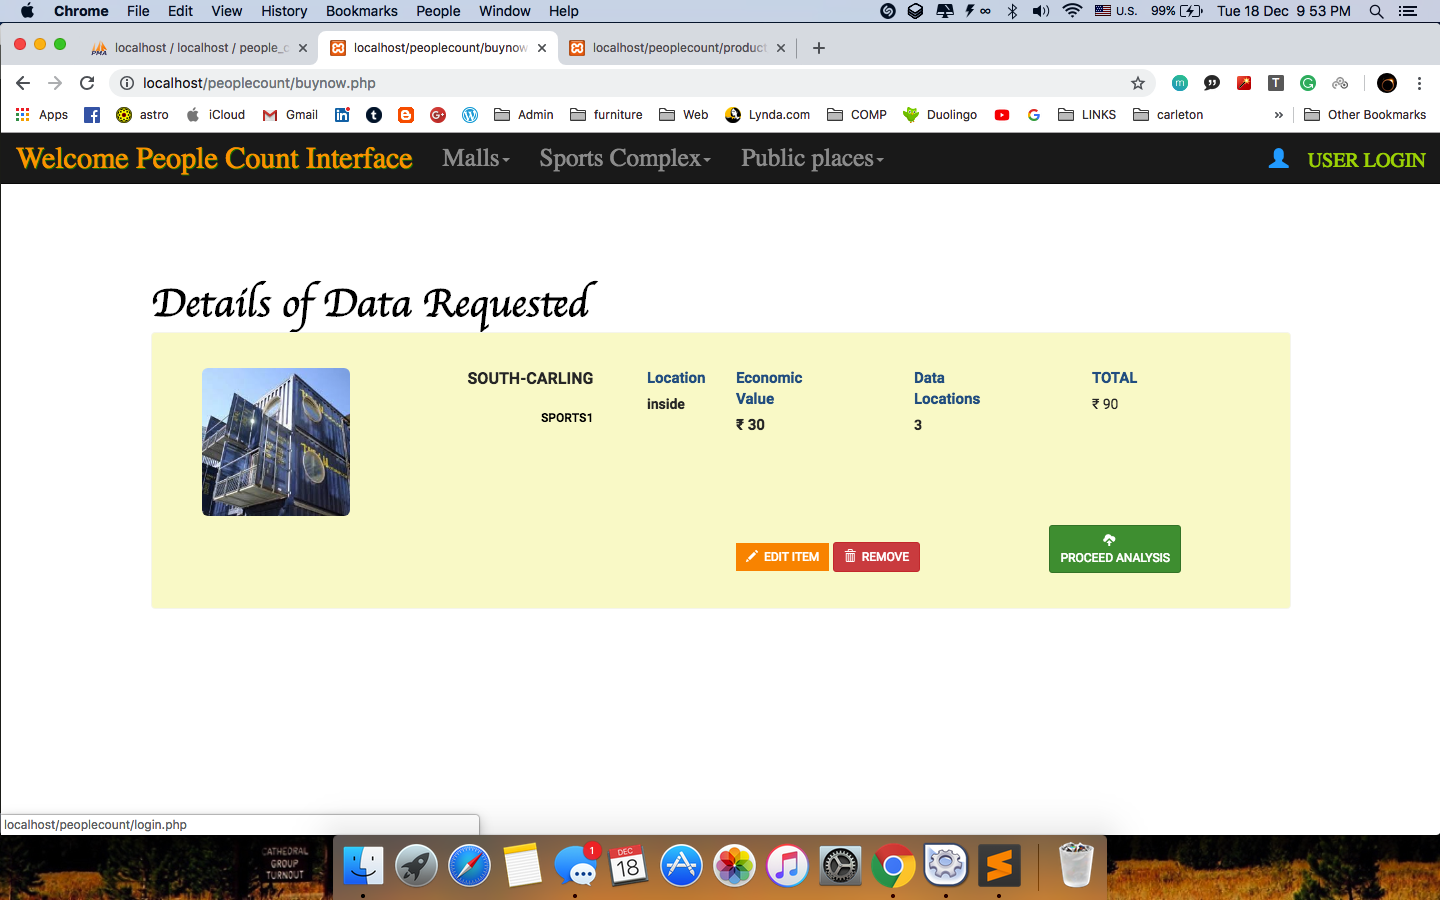 Chrome File Edit View History Bookmarks People Window Help U.S. 99% Tue 18 Dec 9 53 PM
localhost / localhost / people_c localhost/peoplecount/buynow localhost/peoplecount/product
localhost/peoplecount/buynow.php
Apps astro iCloud Gmail Admin furniture Web Lynda.com COMP Duolingo LINKS carleton » Other Bookmarks
Welcome People Count Interface Malls Sports Complex Public places USER LOGIN
Details of Data Requested
SOUTH-CARLING Location Economic Data TOTAL
Value Locations
inside ₹ 90
SPORTS1 ₹ 30 3
EDIT ITEM REMOVE PROCEED ANALYSIS
localhost/peoplecount/login.php
CATHEDRAL
GROUP
TURNOUT
1
DEC
18